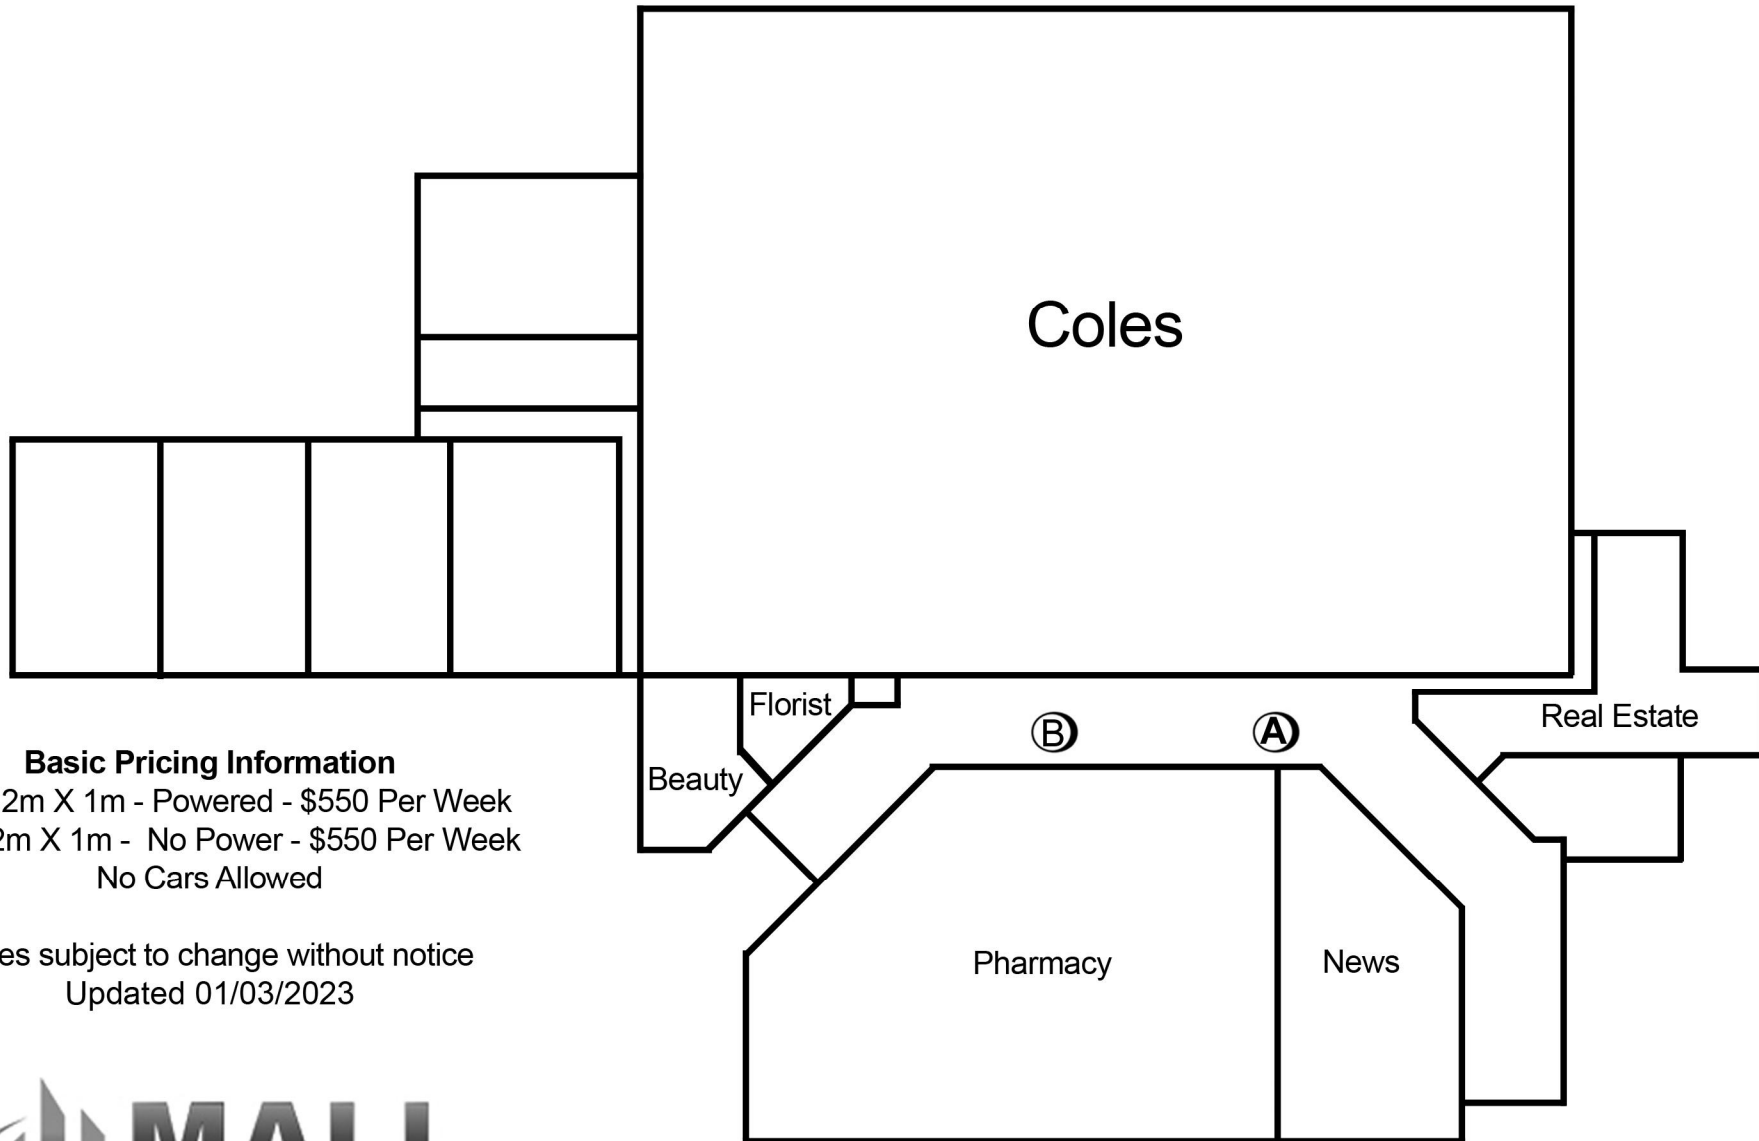 Coles
Florist
Real Estate
B
A
Beauty
Basic Pricing Information
2m X 1m - Powered - $550 Per Week
2m X 1m - No Power - $550 Per Week
No Cars Allowed
Pharmacy
News
es subject to change without notice
Updated 01/03/2023
MALL